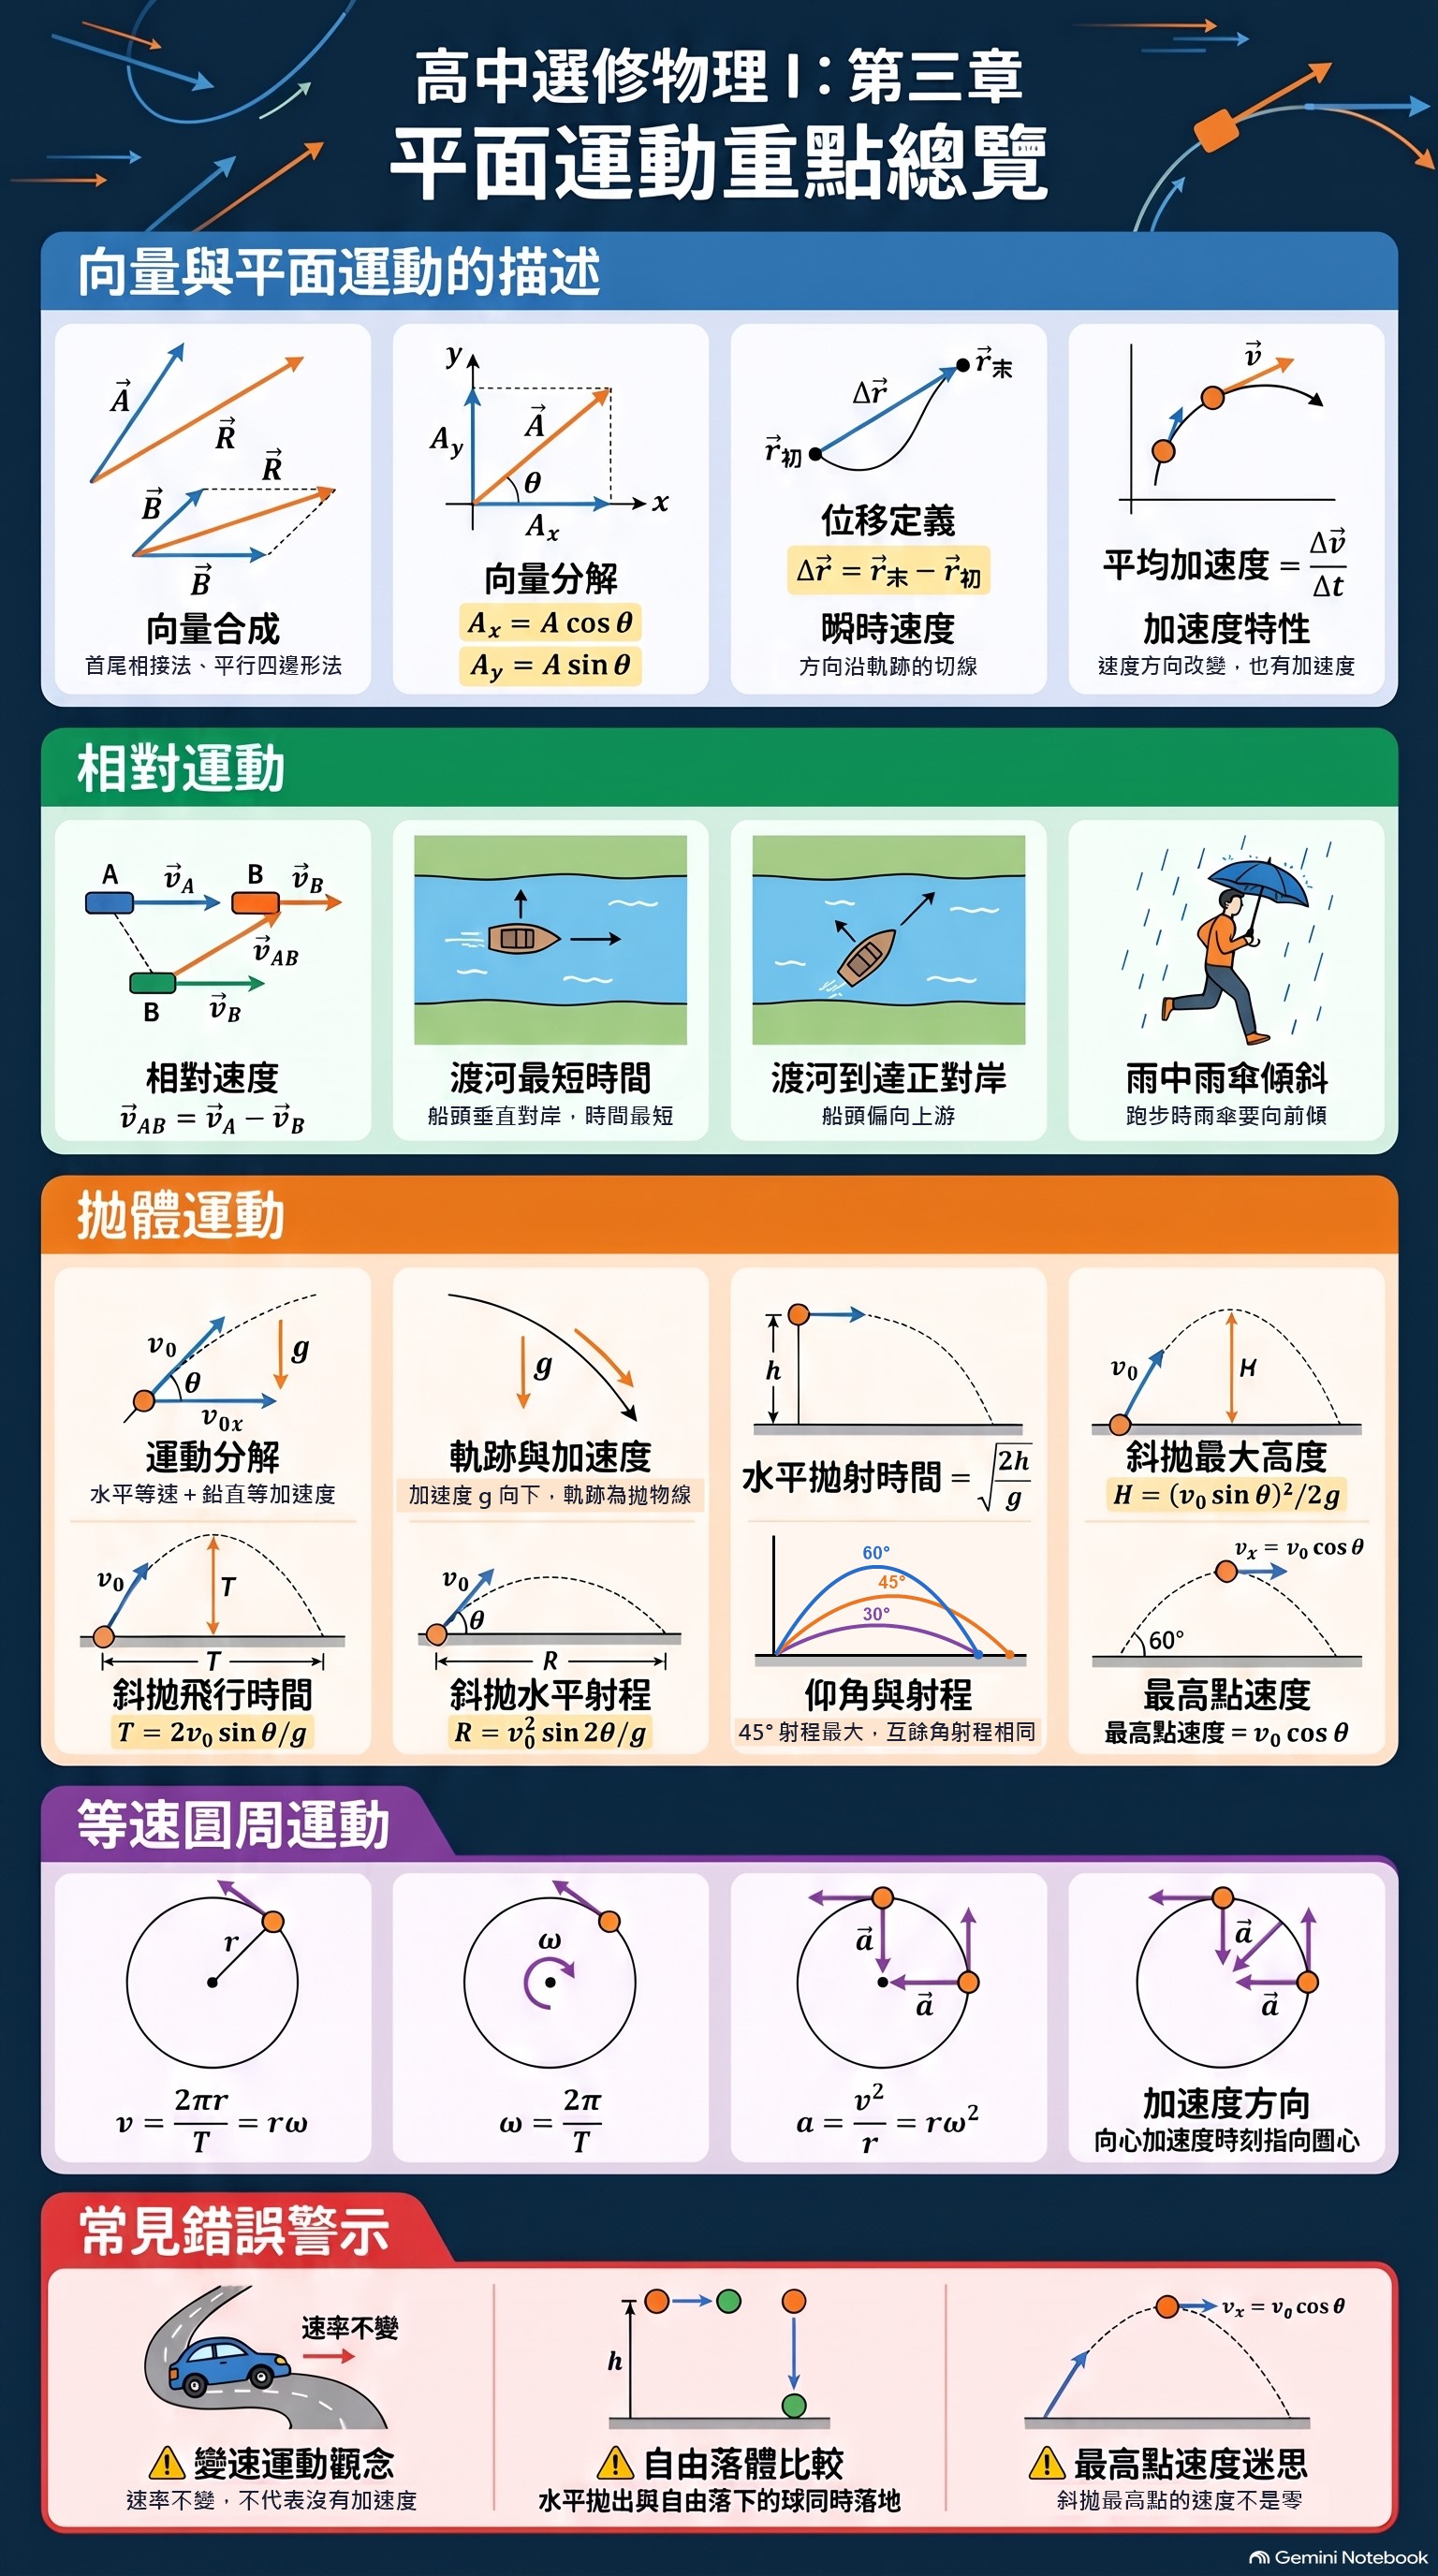 高中選修物理 I：第三章
平面運動重點總覽
向量與平面運動的描述
A⃗
R⃗
R⃗
B⃗
B⃗
向量合成
首尾相接法、平行四邊形法
y
A⃗
A_y
θ
x
A_x
向量分解
A_x = A cos θ
A_y = A sin θ
r⃗末
Δr⃗
r⃗初
位移定義
Δr⃗ = r⃗末 − r⃗初
瞬時速度
方向沿軌跡的切線
v⃗
平均加速度 = Δv⃗/Δt
加速度特性
速度方向改變，也有加速度
相對運動
A v⃗_A B v⃗_B
v⃗_AB
B v⃗_B
相對速度
v⃗_AB = v⃗_A − v⃗_B
渡河最短時間
船頭垂直對岸，時間最短
渡河到達正對岸
船頭偏向上游
雨中雨傘傾斜
跑步時雨傘要向前傾
拋體運動
v₀
θ
g
v₀ₓ
運動分解
水平等速 + 鉛直等加速度
g
軌跡與加速度
加速度 g 向下，軌跡為拋物線
h
水平拋射時間 = √(2h/g)
v₀
H
斜拋最大高度
H = (v₀ sin θ)²/2g
v₀
T
T
斜拋飛行時間
T = 2v₀ sin θ/g
v₀
θ
R
斜拋水平射程
R = v₀² sin 2θ/g
60°
45°
30°
仰角與射程
45° 射程最大，互餘角射程相同
vₓ = v₀ cos θ
60°
最高點速度
最高點速度 = v₀ cos θ
等速圓周運動
r
v = 2πr/T = rω
ω
ω = 2π/T
a⃗
a⃗
a = v²/r = rω²
a⃗
a⃗
加速度方向
向心加速度時刻指向圓心
常見錯誤警示
速率不變
變速運動觀念
速率不變，不代表沒有加速度
h
自由落體比較
水平拋出與自由落下的球同時落地
vₓ = v₀ cos θ
最高點速度迷思
斜拋最高點的速度不是零
Gemini Notebook